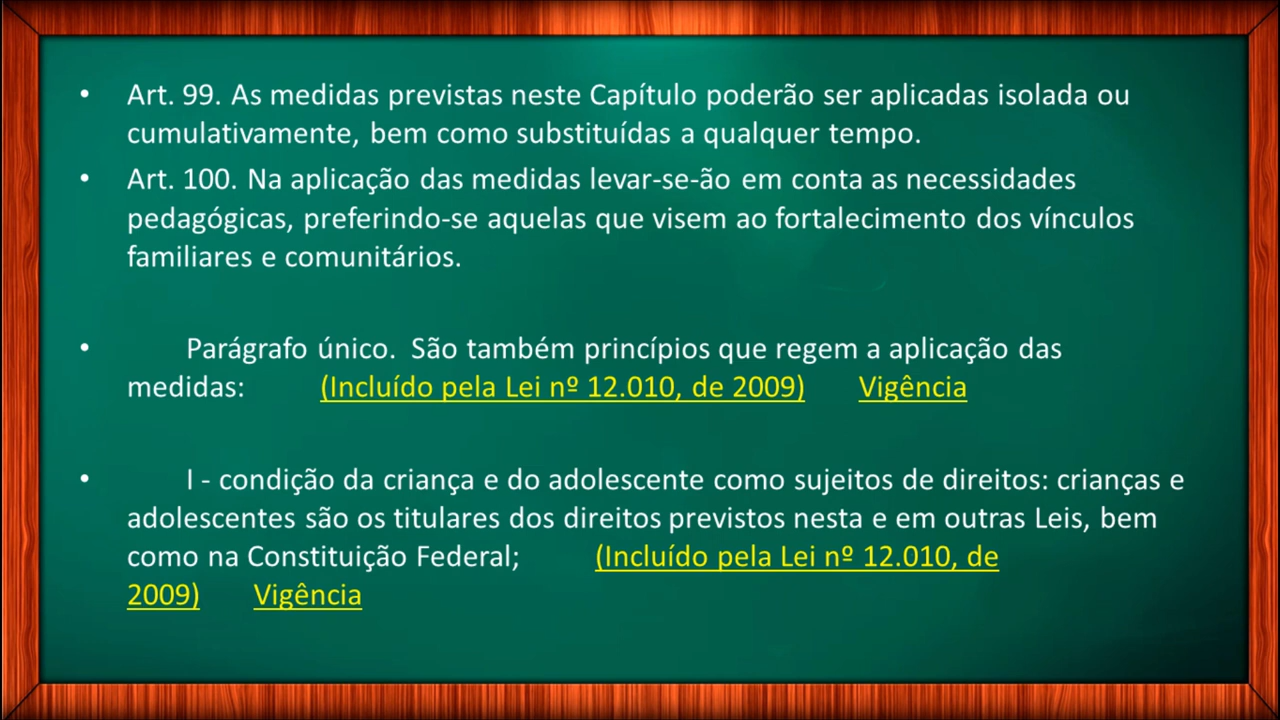 • Art. 99. As medidas previstas neste Capítulo poderão ser aplicadas isolada ou
cumulativamente, bem como substituídas a qualquer tempo.
• Art. 100. Na aplicação das medidas levar-se-ão em conta as necessidades
pedagógicas, preferindo-se aquelas que visem ao fortalecimento dos vínculos
familiares e comunitários.
• Parágrafo único. São também princípios que regem a aplicação das
medidas: (Incluído pela Lei nº 12.010, de 2009) Vigência
• I - condição da criança e do adolescente como sujeitos de direitos: crianças e
adolescentes são os titulares dos direitos previstos nesta e em outras Leis, bem
como na Constituição Federal; (Incluído pela Lei nº 12.010, de
2009) Vigência